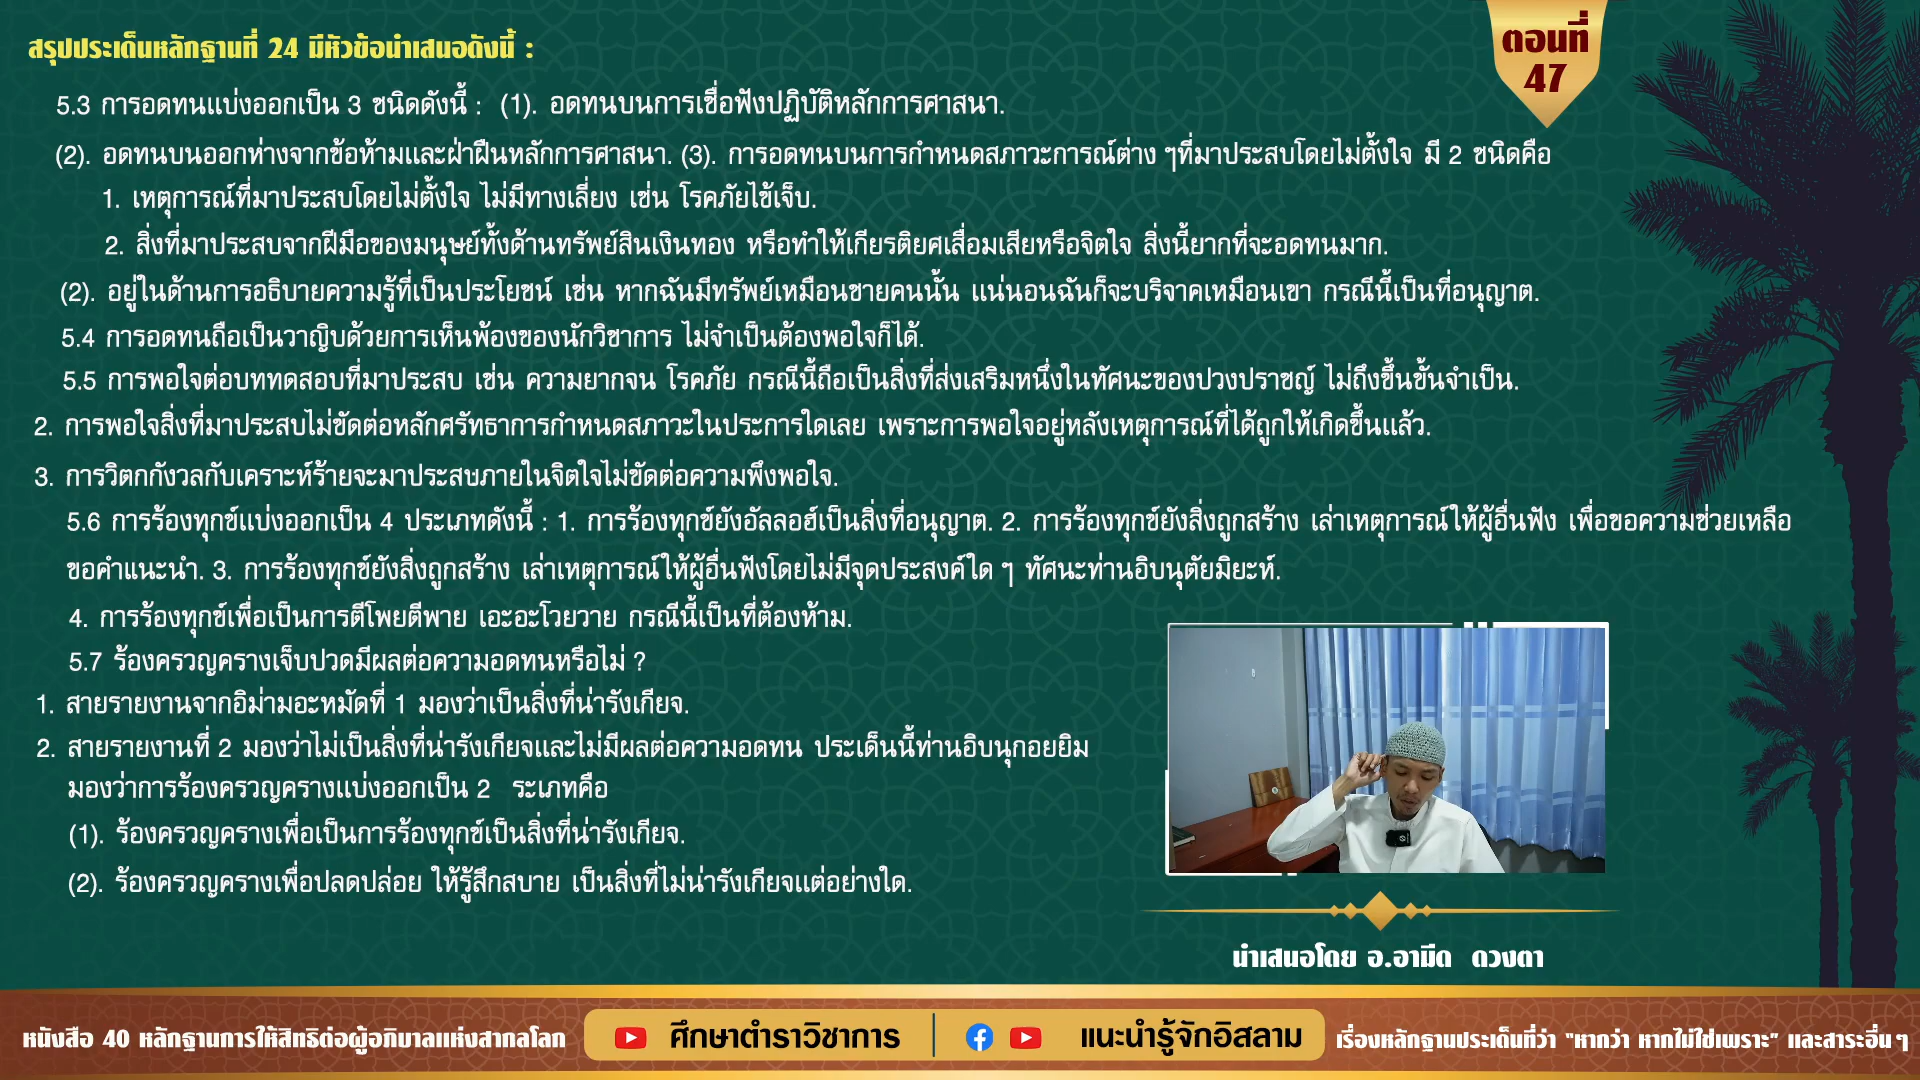 สรุปประเด็นหลักฐานที่ 24 มีหัวข้อนำเสนอดังนี้ :
ตอนที่
47
5.3 การอดทนแบ่งออกเป็น 3 ชนิดดังนี้ : (1). อดทนบนการเชื่อฟังปฏิบัติหลักการศาสนา.
(2). อดทนบนออกห่างจากข้อห้ามและฝ่าฝืนหลักการศาสนา. (3). การอดทนบนการกำหนดสภาวะการณ์ต่าง ๆที่มาประสบโดยไม่ตั้งใจ มี 2 ชนิดคือ
1. เหตุการณ์ที่มาประสบโดยไม่ตั้งใจ ไม่มีทางเลี่ยง เช่น โรคภัยไข้เจ็บ.
2. สิ่งที่มาประสบจากฝีมือของมนุษย์ทั้งด้านทรัพย์สินเงินทอง หรือทำให้เกียรติยศเสื่อมเสียหรือจิตใจ สิ่งนี้ยากที่จะอดทนมาก.
(2). อยู่ในด้านการอธิบายความรู้ที่เป็นประโยชน์ เช่น หากฉันมีทรัพย์เหมือนชายคนนั้น แน่นอนฉันก็จะบริจาคเหมือนเขา กรณีนี้เป็นที่อนุญาต.
5.4 การอดทนถือเป็นวาญิบด้วยการเห็นพ้องของนักวิชาการ ไม่จำเป็นต้องพอใจก็ได้.
5.5 การพอใจต่อบททดสอบที่มาประสบ เช่น ความยากจน โรคภัย กรณีนี้ถือเป็นสิ่งที่ส่งเสริมหนึ่งในทัศนะของปวงปราชญ์ ไม่ถึงขึ้นขั้นจำเป็น.
2. การพอใจสิ่งที่มาประสบไม่ขัดต่อหลักศรัทธาการกำหนดสภาวะในประการใดเลย เพราะการพอใจอยู่หลังเหตุการณ์ที่ได้ถูกให้เกิดขึ้นแล้ว.
3. การวิตกกังวลกับเคราะห์ร้ายจะมาประสษภายในจิตใจไม่ขัดต่อความพึงพอใจ.
5.6 การร้องทุกข์แบ่งออกเป็น 4 ประเภทดังนี้ : 1. การร้องทุกข์ยังอัลลอฮ์เป็นสิ่งที่อนุญาต. 2. การร้องทุกข์ยังสิ่งถูกสร้าง เล่าเหตุการณ์ให้ผู้อื่นฟัง เพื่อขอความช่วยเหลือ
ขอคำแนะนำ. 3. การร้องทุกข์ยังสิ่งถูกสร้าง เล่าเหตุการณ์ให้ผู้อื่นฟังโดยไม่มีจุดประสงค์ใด ๆ ทัศนะท่านอิบนุตัยมิยะห์.
4. การร้องทุกข์เพื่อเป็นการตีโพยตีพาย เอะอะโวยวาย กรณีนี้เป็นที่ต้องห้าม.
5.7 ร้องครวญครางเจ็บปวดมีผลต่อความอดทนหรือไม่ ?
1. สายรายงานจากอิม่ามอะหมัดที่ 1 มองว่าเป็นสิ่งที่น่ารังเกียจ.
2. สายรายงานที่ 2 มองว่าไม่เป็นสิ่งที่น่ารังเกียจและไม่มีผลต่อความอดทน ประเด็นนี้ท่านอิบนุกอยยิม
มองว่าการร้องครวญครางแบ่งออกเป็น 2 ระเภทคือ
(1). ร้องครวญครางเพื่อเป็นการร้องทุกข์เป็นสิ่งที่น่ารังเกียจ.
(2). ร้องครวญครางเพื่อปลดปล่อย ให้รู้สึกสบาย เป็นสิ่งที่ไม่น่ารังเกียจแต่อย่างใด.
นำเสนอโดย อ.อามีด ดวงตา
หนังสือ 40 หลักฐานการให้สิทธิต่อผู้อภิบาลแห่งสากลโลก ศึกษาตำราวิชาการ แนะนำรู้จักอิสลาม เรื่องหลักฐานประเด็นที่ว่า "หากว่า หากไม่ใช่เพราะ" และสาระอื่น ๆ